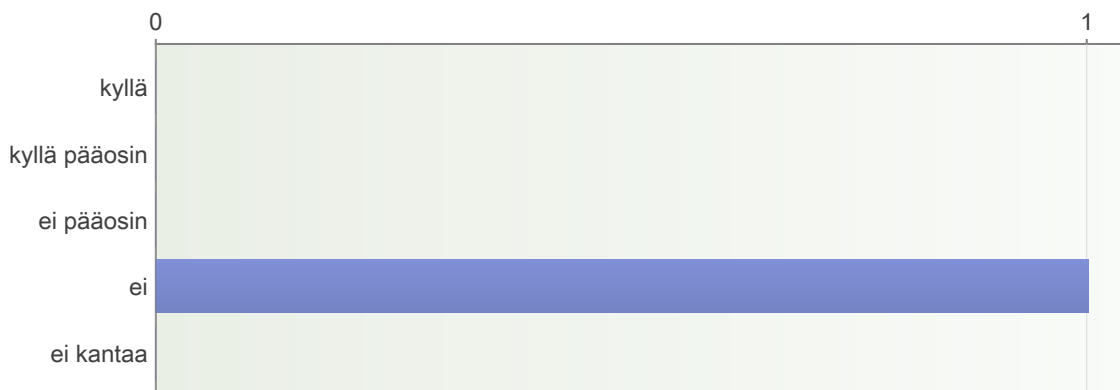 0 1
kyllä
kyllä pääosin
ei pääosin
ei
ei kantaa